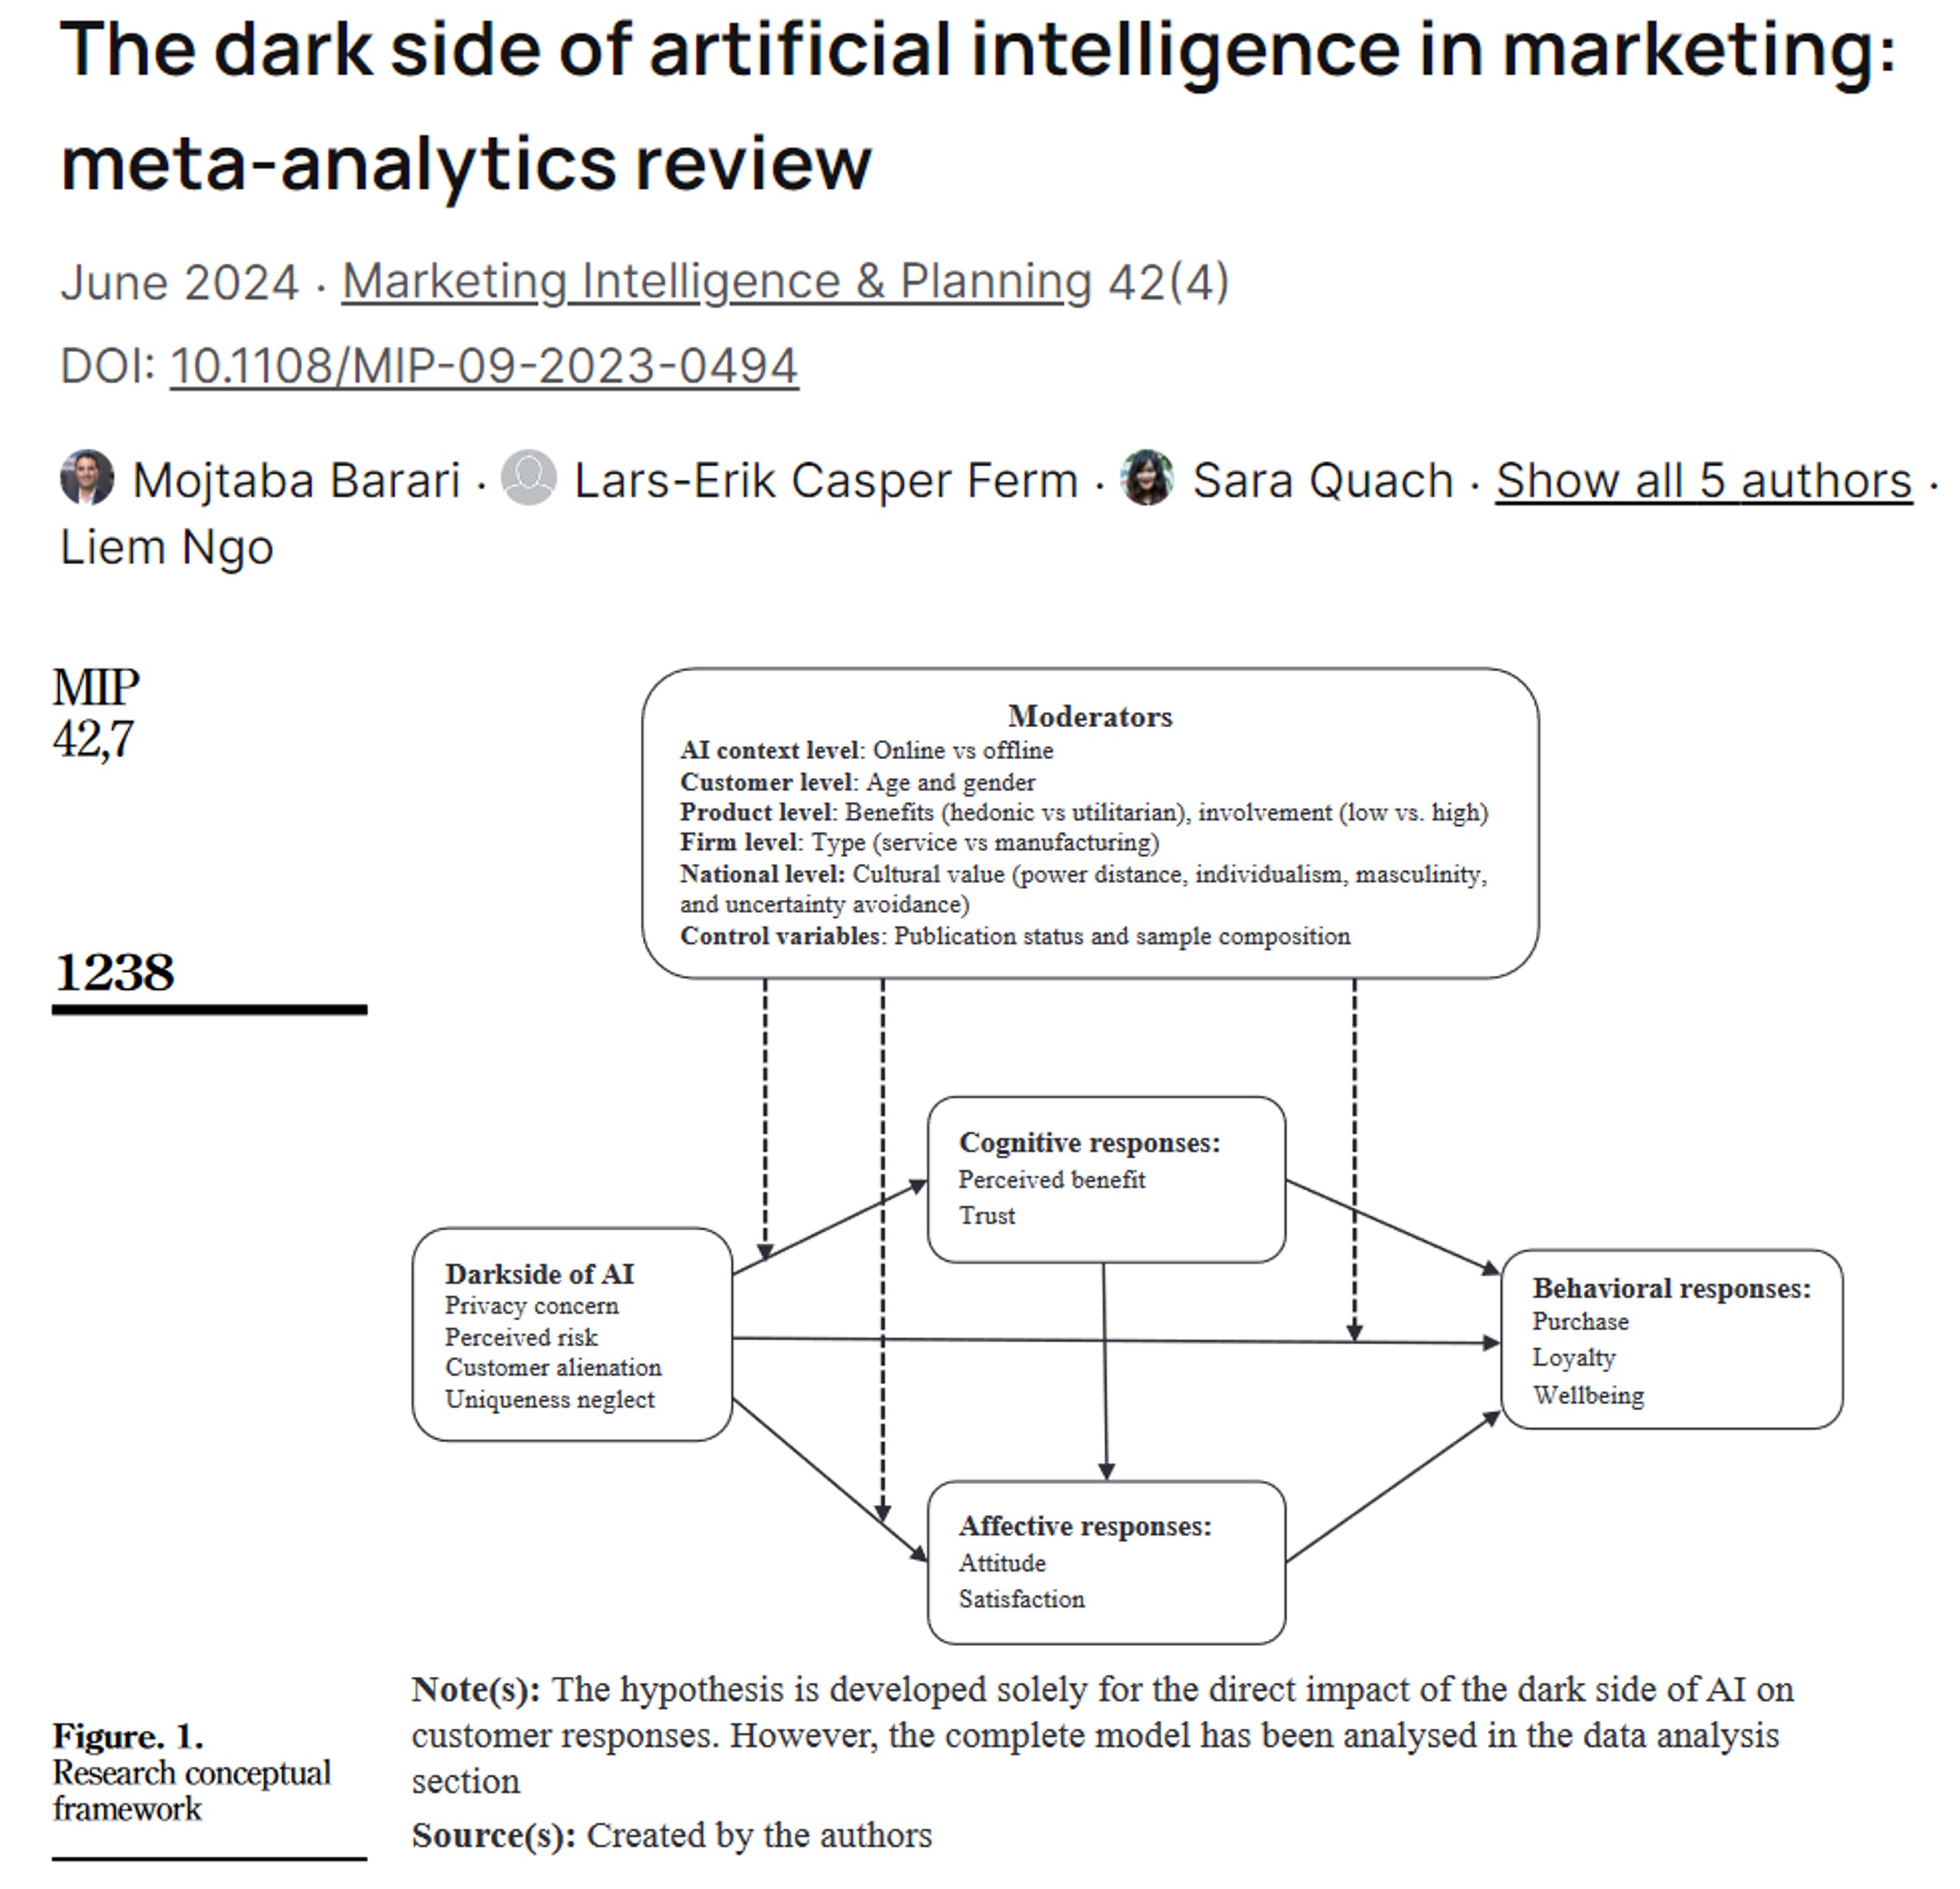 The dark side of artificial intelligence in marketing:
meta-analytics review
June 2024 · Marketing Intelligence & Planning 42(4)
DOI: 10.1108/MIP-09-2023-0494
Mojtaba Barari · Lars-Erik Casper Ferm · Sara Quach · Show all 5 authors ·
Liem Ngo
MIP
42,7
1238
Moderators
AI context level: Online vs offline
Customer level: Age and gender
Product level: Benefits (hedonic vs utilitarian), involvement (low vs. high)
Firm level: Type (service vs manufacturing)
National level: Cultural value (power distance, individualism, masculinity,
and uncertainty avoidance)
Control variables: Publication status and sample composition
Cognitive responses:
Perceived benefit
Trust
Darkside of AI
Privacy concern
Perceived risk
Customer alienation
Uniqueness neglect
Behavioral responses:
Purchase
Loyalty
Wellbeing
Affective responses:
Attitude
Satisfaction
Note(s): The hypothesis is developed solely for the direct impact of the dark side of AI on
customer responses. However, the complete model has been analysed in the data analysis
section
Source(s): Created by the authors
Figure. 1.
Research conceptual
framework